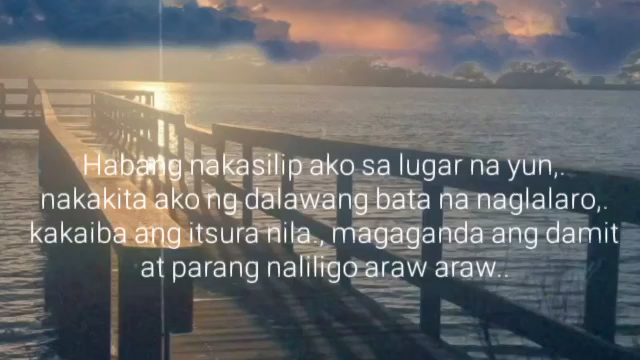 Habang nakasilip ako sa lugar na yun,.
nakakita ako ng dalawang bata na naglalaro,.
kakaiba ang itsura nila., magaganda ang damit
at parang naliligo araw araw..